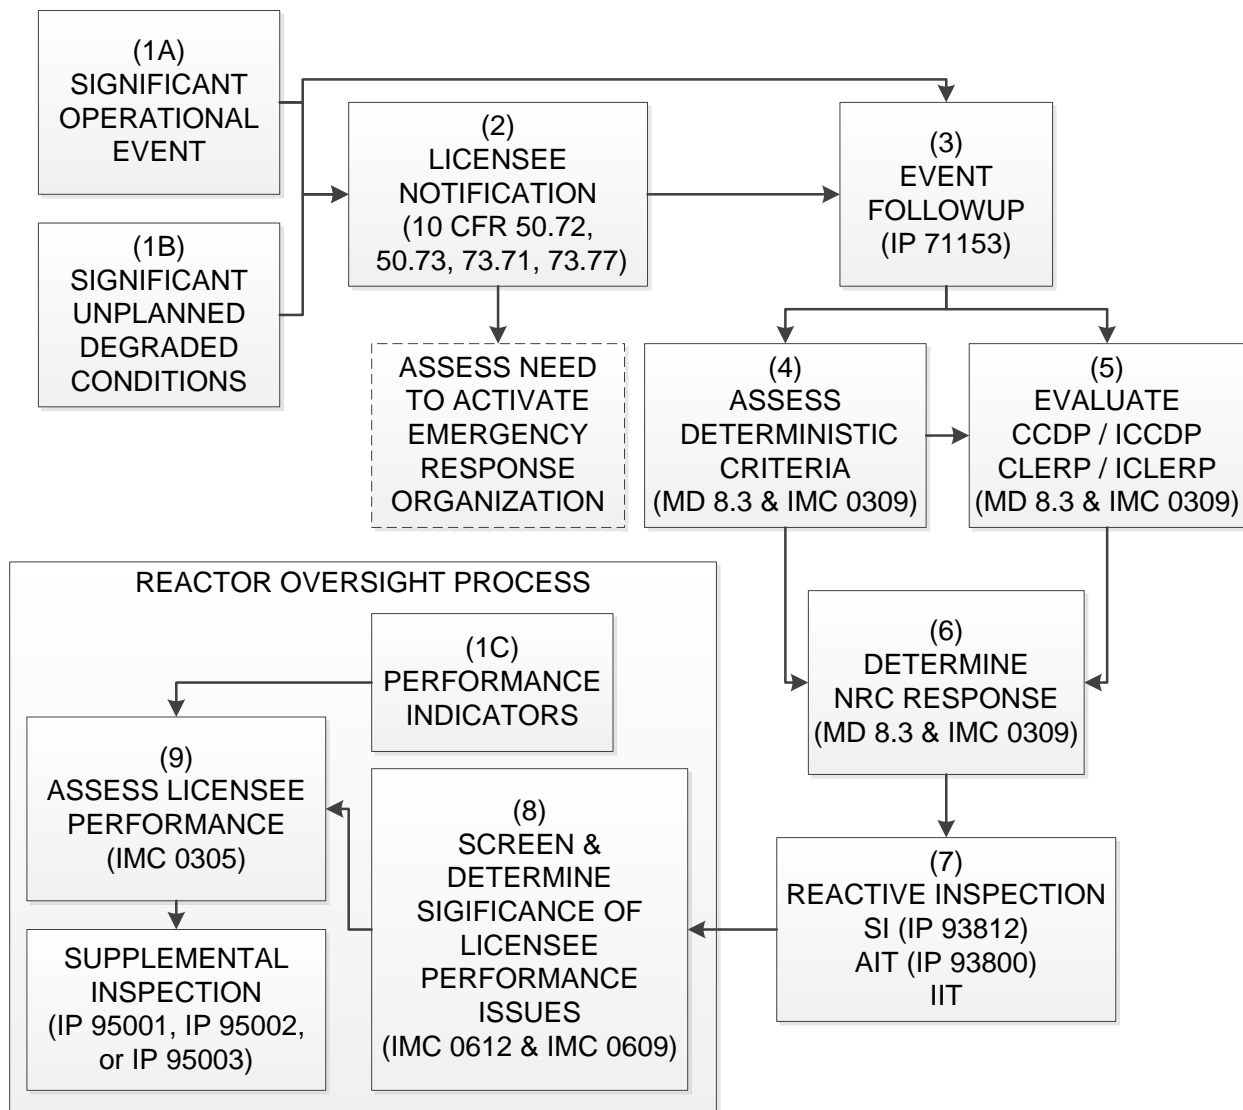 (1A)
SIGNIFICANT
OPERATIONAL
EVENT
(1B)
SIGNIFICANT
UNPLANNED
DEGRADED
CONDITIONS
(2)
LICENSEE
NOTIFICATION
(10 CFR 50.72,
50.73, 73.71, 73.77)
(3)
EVENT
FOLLOWUP
(IP 71153)
ASSESS NEED
TO ACTIVATE
EMERGENCY
RESPONSE
ORGANIZATION
(4)
ASSESS
DETERMINISTIC
CRITERIA
(MD 8.3 & IMC 0309)
(5)
EVALUATE
CCDP / ICCDP
CLERP / ICLERP
(MD 8.3 & IMC 0309)
(6)
DETERMINE
NRC RESPONSE
(MD 8.3 & IMC 0309)
(7)
REACTIVE INSPECTION
SI (IP 93812)
AIT (IP 93800)
IIT
REACTOR OVERSIGHT PROCESS
(1C)
PERFORMANCE
INDICATORS
(8)
SCREEN &
DETERMINE
SIGIFICANCE OF
LICENSEE
PERFORMANCE
ISSUES
(IMC 0612 & IMC 0609)
(9)
ASSESS LICENSEE
PERFORMANCE
(IMC 0305)
SUPPLEMENTAL
INSPECTION
(IP 95001, IP 95002,
or IP 95003)